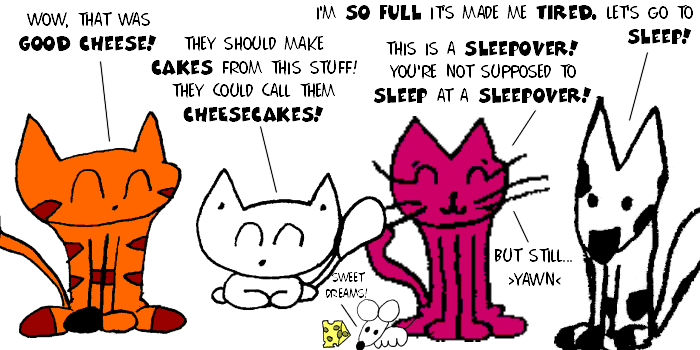 WOW, THAT WAS
GOOD CHEESE!
THEY SHOULD MAKE
CAKES FROM THIS STUFF!
THEY COULD CALL THEM
CHEESECAKES!
I'M SO FULL IT'S MADE ME TIRED. LET'S GO TO
SLEEP!
THIS IS A SLEEPOVER!
YOU'RE NOT SUPPOSED TO
SLEEP AT A SLEEPOVER!
BUT STILL...
>YAWN<
SWEET
DREAMS!